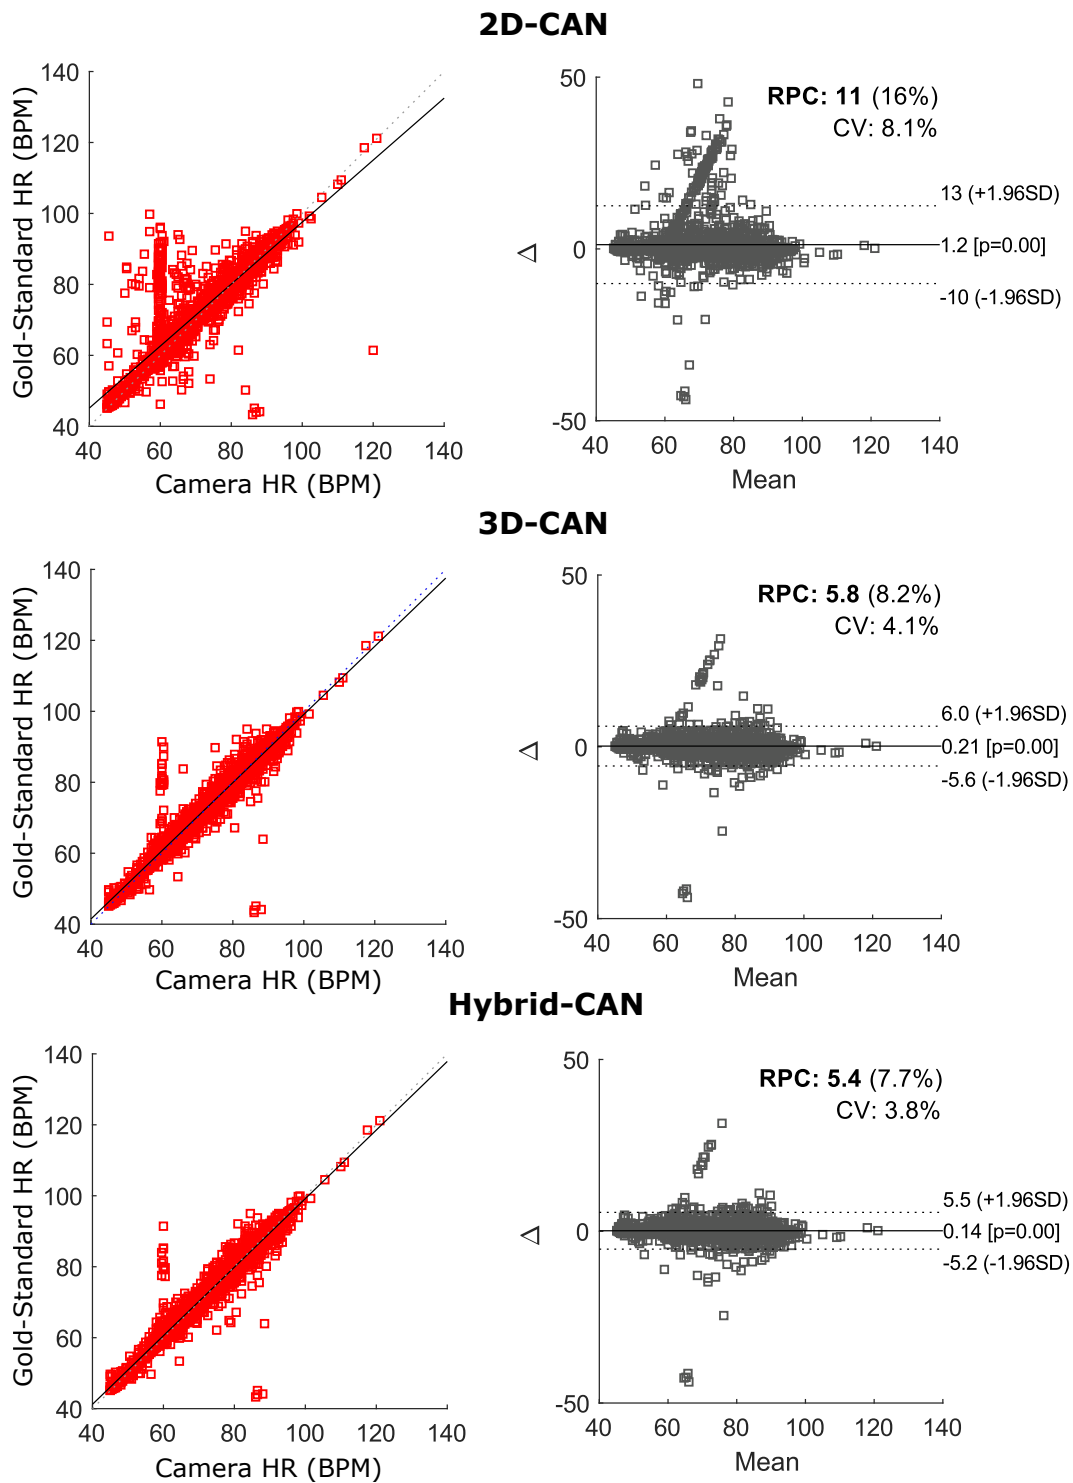 2D-CAN
Gold-Standard HR (BPM)
140
120
100
80
60
40
40 60 80 100 120 140
Camera HR (BPM)
Δ
50
0
-50
RPC: 11 (16%)
CV: 8.1%
13 (+1.96SD)
1.2 [p=0.00]
-10 (-1.96SD)
40 60 80 100 120 140
Mean
3D-CAN
Gold-Standard HR (BPM)
140
120
100
80
60
40
40 60 80 100 120 140
Camera HR (BPM)
Δ
50
0
-50
RPC: 5.8 (8.2%)
CV: 4.1%
6.0 (+1.96SD)
0.21 [p=0.00]
-5.6 (-1.96SD)
40 60 80 100 120 140
Mean
Hybrid-CAN
Gold-Standard HR (BPM)
140
120
100
80
60
40
40 60 80 100 120 140
Camera HR (BPM)
Δ
50
0
-50
RPC: 5.4 (7.7%)
CV: 3.8%
5.5 (+1.96SD)
0.14 [p=0.00]
-5.2 (-1.96SD)
40 60 80 100 120 140
Mean